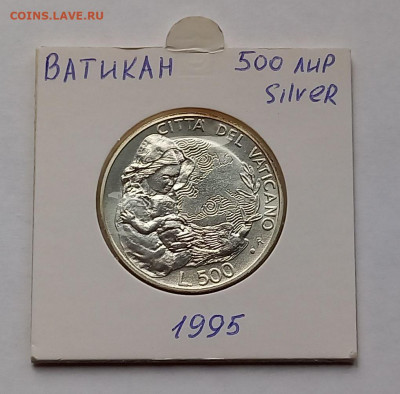 COINS.LAVE.RU
ВАТИКАН 500 лир
Silver
CITTA' DEL VATICANO
L.500
1995